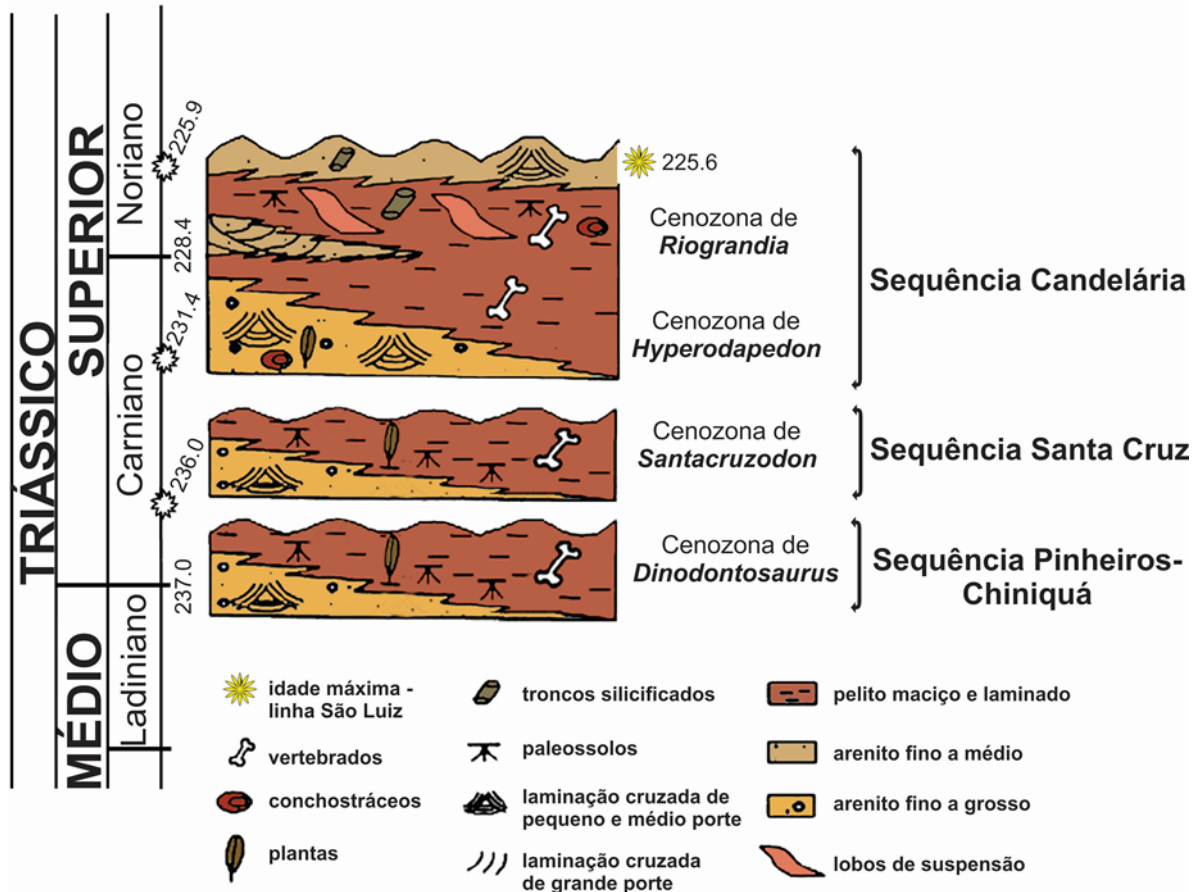 TRIÁSSICO
SUPERIOR
MÉDIO
Noriano
Carniano
Ladiniano
225.9
228.4
231.4
236.0
237.0
225.6
Cenozona de
Riograndia
Cenozona de
Hyperodapedon
Sequência Candelária
Cenozona de
Santacruzodon
Sequência Santa Cruz
Cenozona de
Dinodontosaurus
Sequência Pinheiros-
Chiniquá
idade máxima -
linha São Luiz
vertebrados
conchostráceos
plantas
troncos silicificados
paleossolos
laminação cruzada de
pequeno e médio porte
laminação cruzada
de grande porte
pelito maciço e laminado
arenito fino a médio
arenito fino a grosso
lobos de suspensão